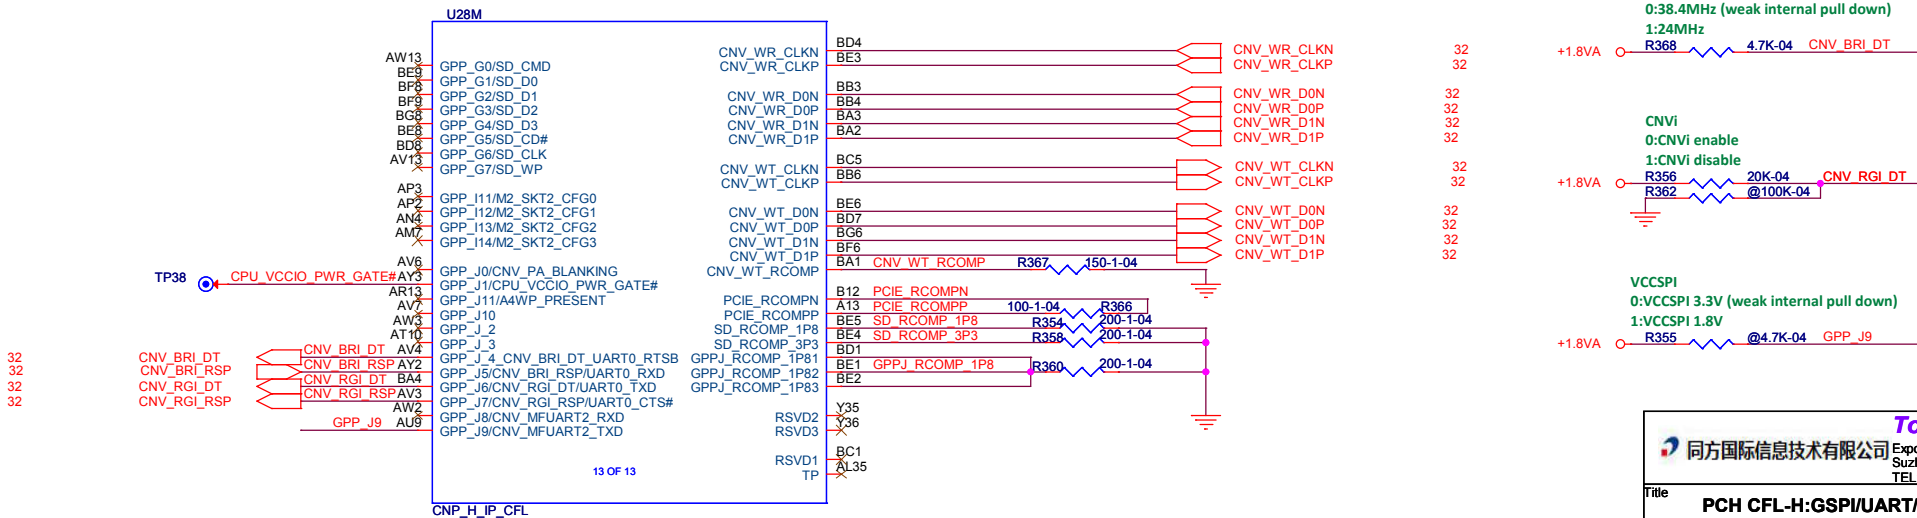 U28M
AW13 GPP_G0/SD_CMD
BE9 GPP_G1/SD_D0
BF8 GPP_G2/SD_D1
BF9 GPP_G3/SD_D2
BG8 GPP_G4/SD_D3
BE8 GPP_G5/SD_CD#
BD8 GPP_G6/SD_CLK
AV13 GPP_G7/SD_WP
AP3 GPP_I11/M2_SKT2_CFG0
AP2 GPP_I12/M2_SKT2_CFG1
AN4 GPP_I13/M2_SKT2_CFG2
AM7 GPP_I14/M2_SKT2_CFG3
AV6 GPP_J0/CNV_PA_BLANKING
TP38 CPU_VCCIO_PWR_GATE# AY3 GPP_J1/CPU_VCCIO_PWR_GATE#
AR13 GPP_J11/A4WP_PRESENT
AV7 GPP_J10
AW3 GPP_J_2
AT10 GPP_J_3
32 CNV_BRI_DT CNV_BRI_DT AV4 GPP_J_4_CNV_BRI_DT_UART0_RTSB
32 CNV_BRI_RSP CNV_BRI_RSP AY2 GPP_J5/CNV_BRI_RSP/UART0_RXD
32 CNV_RGI_DT CNV_RGI_DT BA4 GPP_J6/CNV_RGI_DT/UART0_TXD
32 CNV_RGI_RSP CNV_RGI_RSP AV3 GPP_J7/CNV_RGI_RSP/UART0_CTS#
AW2 GPP_J8/CNV_MFUART2_RXD
GPP_J9 AU9 GPP_J9/CNV_MFUART2_TXD
CNV_WR_CLKN BD4 CNV_WR_CLKN 32
CNV_WR_CLKP BE3 CNV_WR_CLKP 32
CNV_WR_D0N BB3 CNV_WR_D0N 32
CNV_WR_D0P BB4 CNV_WR_D0P 32
CNV_WR_D1N BA3 CNV_WR_D1N 32
CNV_WR_D1P BA2 CNV_WR_D1P 32
CNV_WT_CLKN BC5 CNV_WT_CLKN 32
CNV_WT_CLKP BB6 CNV_WT_CLKP 32
CNV_WT_D0N BE6 CNV_WT_D0N 32
CNV_WT_D0P BD7 CNV_WT_D0P 32
CNV_WT_D1N BG6 CNV_WT_D1N 32
CNV_WT_D1P BF6 CNV_WT_D1P 32
CNV_WT_RCOMP BA1 CNV_WT_RCOMP R367 150-1-04
PCIE_RCOMPN B12 PCIE_RCOMPN
PCIE_RCOMPP A13 PCIE_RCOMPP 100-1-04 R366
SD_RCOMP_1P8 BE5 SD_RCOMP_1P8 R354 200-1-04
SD_RCOMP_3P3 BE4 SD_RCOMP_3P3 R358 200-1-04
GPPJ_RCOMP_1P81 BD1
GPPJ_RCOMP_1P82 BE1 GPPJ_RCOMP_1P8 R360 200-1-04
GPPJ_RCOMP_1P83 BE2
RSVD2 Y35
RSVD3 Y36
RSVD1 BC1
TP AL35
13 OF 13
CNP_H_IP_CFL
0:38.4MHz (weak internal pull down)
1:24MHz
+1.8VA R368 4.7K-04 CNV_BRI_DT
CNVi
0:CNVi enable
1:CNVi disable
+1.8VA R356 20K-04 CNV_RGI_DT
R362 @100K-04
VCCSPI
0:VCCSPI 3.3V (weak internal pull down)
1:VCCSPI 1.8V
+1.8VA R355 @4.7K-04 GPP_J9
同方国际信息技术有限公司
TEL
Title
PCH CFL-H:GSPI/UART/